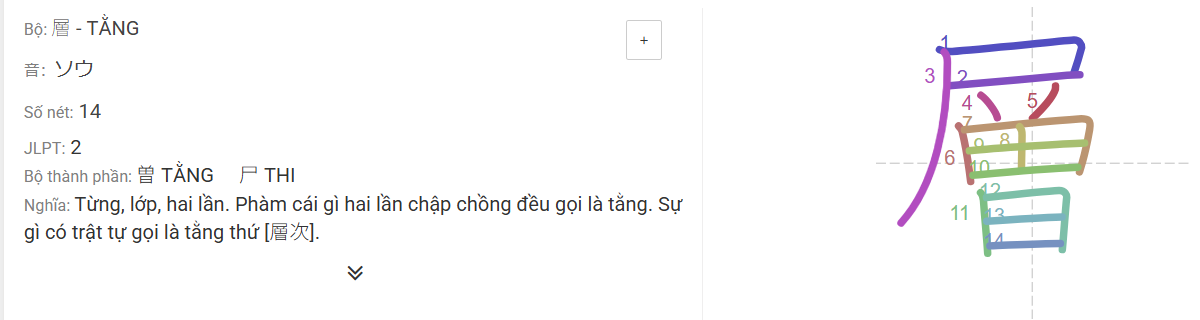 Bộ: 層 - TẰNG
+
音: ソウ
Số nét: 14
JLPT: 2
Bộ thành phần: 曽 TẰNG 尸 THI
Nghĩa: Từng, lớp, hai lần. Phàm cái gì hai lần chập chồng đều gọi là tằng. Sự
gì có trật tự gọi là tằng thứ [層次].
層
1
3 2
4 5
7
9 8
6 10
12
11 13
14